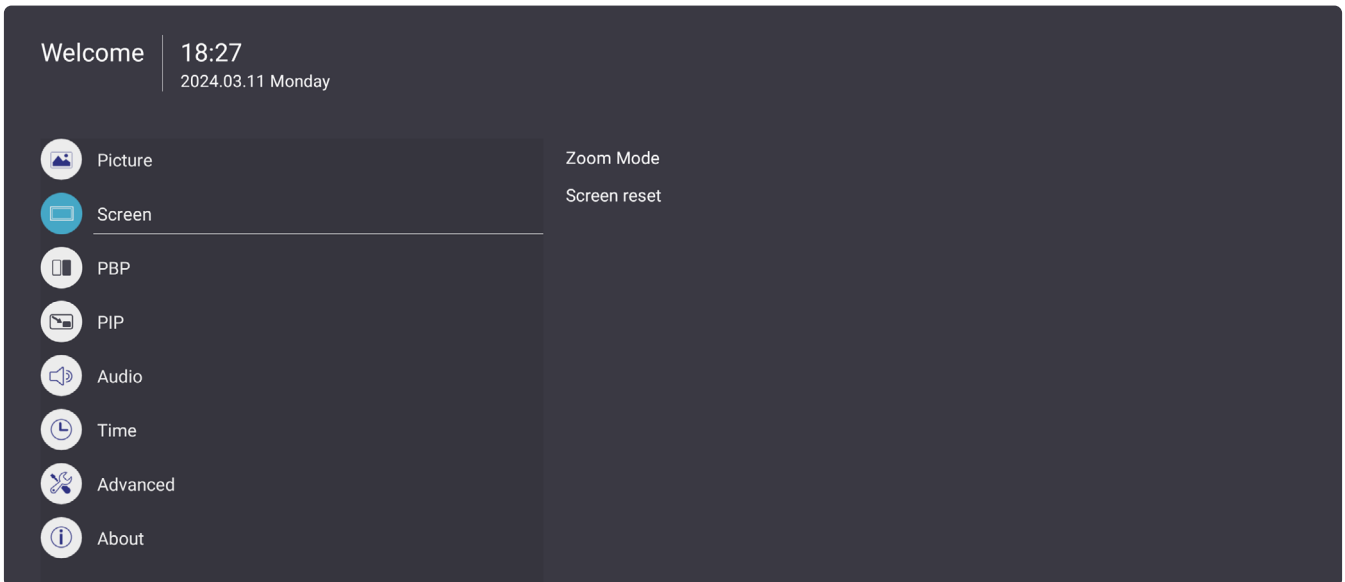 Welcome
18:27
2024.03.11 Monday
Picture
Screen
PBP
PIP
Audio
Time
Advanced
About
Zoom Mode
Screen reset